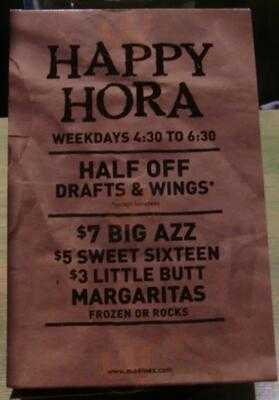 HAPPY
HORA
WEEKDAYS 4:30 TO 6:30
HALF OFF
DRAFTS & WINGS*
$7 BIG AZZ
$5 SWEET SIXTEEN
$3 LITTLE BUTT
MARGARITAS
FROZEN OR ROCKS